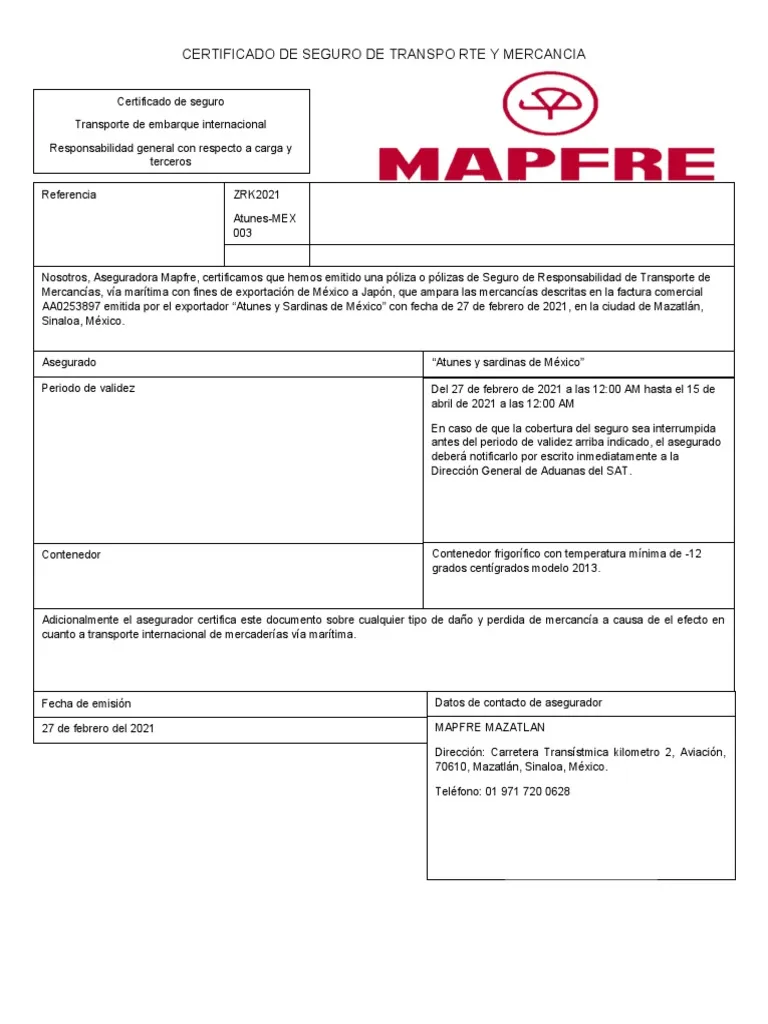 CERTIFICADO DE SEGURO DE TRANSPO RTE Y MERCANCIA
Certificado de seguro
Transporte de embarque internacional
Responsabilidad general con respecto a carga y
terceros
MAPFRE
Referencia
ZRK2021
Atunes-MEX
003
Nosotros, Aseguradora Mapfre, certificamos que hemos emitido una póliza o pólizas de Seguro de Responsabilidad de Transporte de
Mercancías, vía marítima con fines de exportación de México a Japón, que ampara las mercancías descritas en la factura comercial
AA0253897 emitida por el exportador “Atunes y Sardinas de México” con fecha de 27 de febrero de 2021, en la ciudad de Mazatlán,
Sinaloa, México.
Asegurado
“Atunes y sardinas de México”
Periodo de validez
Del 27 de febrero de 2021 a las 12:00 AM hasta el 15 de
abril de 2021 a las 12:00 AM
En caso de que la cobertura del seguro sea interrumpida
antes del periodo de validez arriba indicado, el asegurado
deberá notificarlo por escrito inmediatamente a la
Dirección General de Aduanas del SAT.
Contenedor
Contenedor frigorífico con temperatura mínima de -12
grados centígrados modelo 2013.
Adicionalmente el asegurador certifica este documento sobre cualquier tipo de daño y perdida de mercancía a causa de el efecto en
cuanto a transporte internacional de mercaderías vía marítima.
Fecha de emisión
27 de febrero del 2021
Datos de contacto de asegurador
MAPFRE MAZATLAN
Dirección: Carretera Transístmica kilometro 2, Aviación,
70610, Mazatlán, Sinaloa, México.
Teléfono: 01 971 720 0628